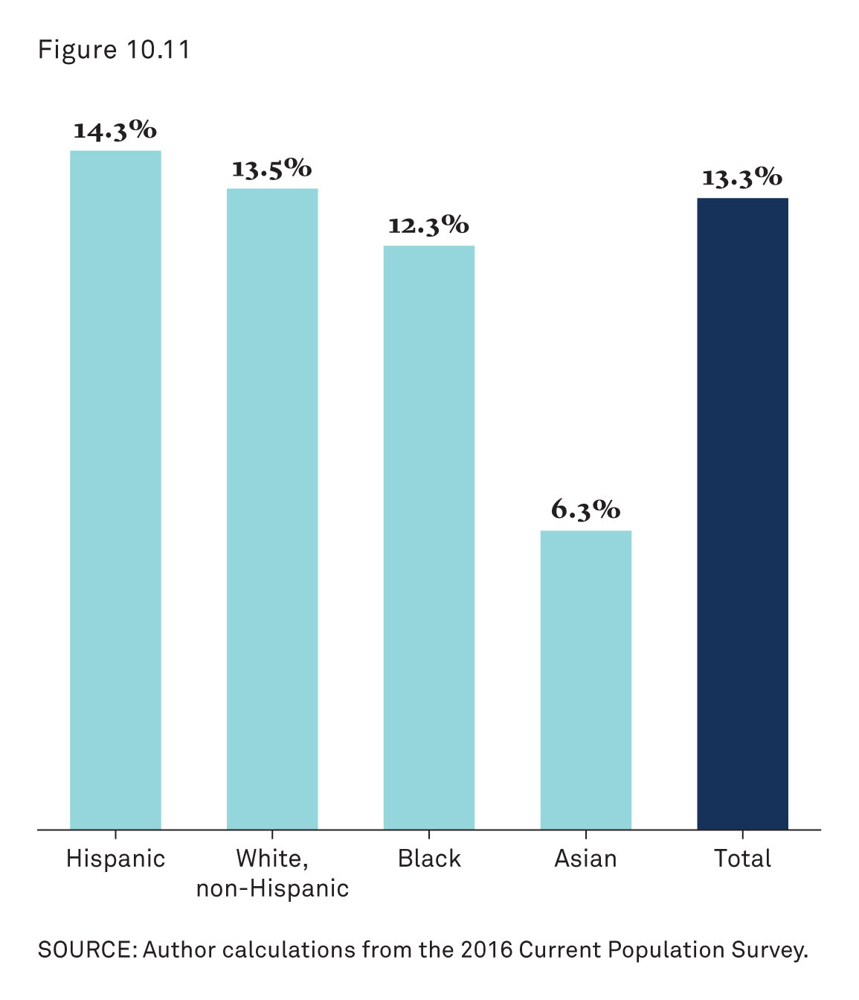 Figure 10.11
14.3%
13.5%
12.3%
6.3%
13.3%
Hispanic
White,
non-Hispanic
Black
Asian
Total
SOURCE: Author calculations from the 2016 Current Population Survey.